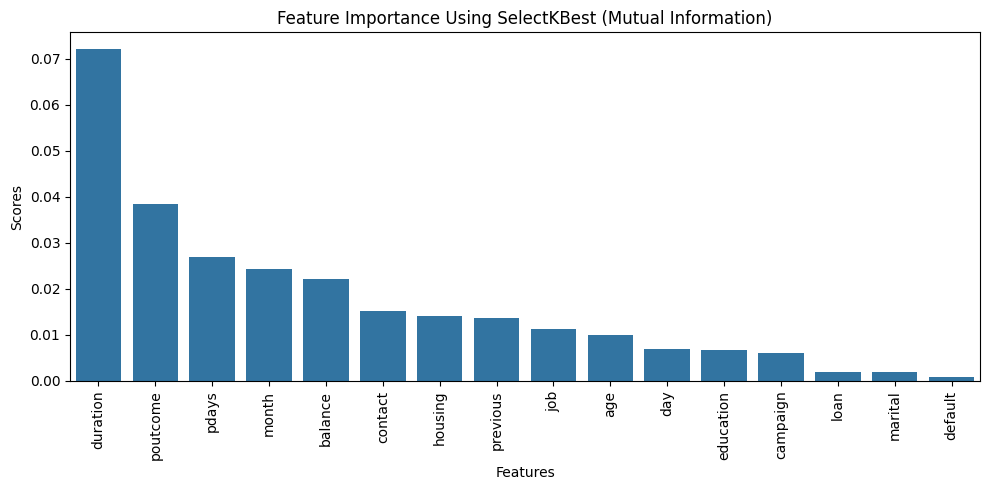 Feature Importance Using SelectKBest (Mutual Information)
Scores
0.07
0.06
0.05
0.04
0.03
0.02
0.01
0.00
duration
poutcome
pdays
month
balance
contact
housing
previous
job
age
day
education
campaign
loan
marital
default
Features